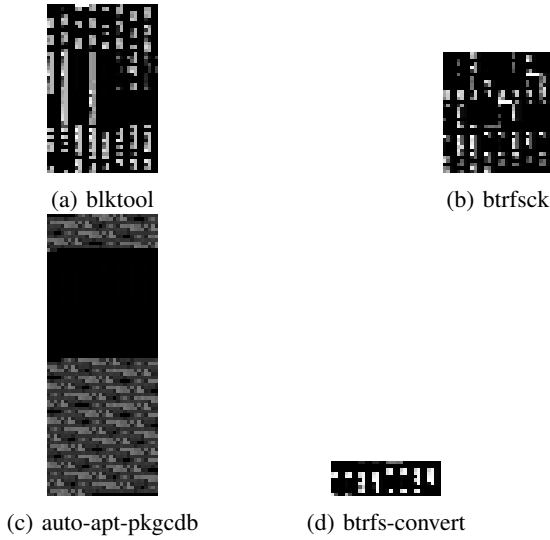 (a) blktool
(b) btrfsck
(c) auto-apt-pkgcdb
(d) btrfs-convert